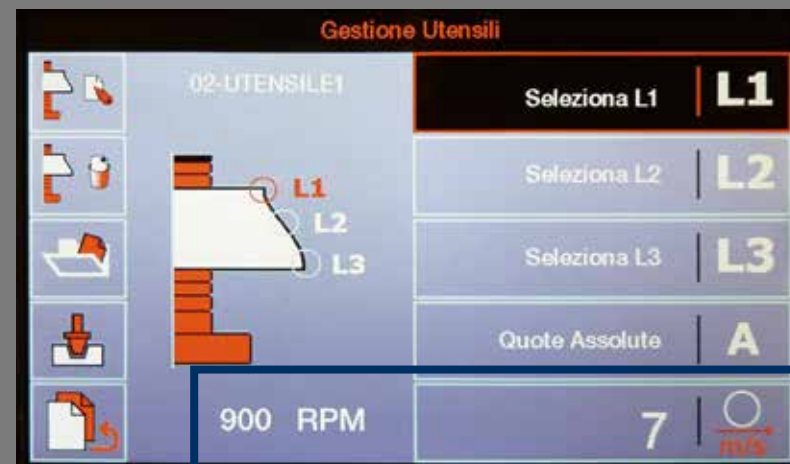 Gestione Utensili
02-UTENSILE1
Seleziona L1 L1
Seleziona L2 L2
Seleziona L3 L3
Quote Assolute A
L1
L2
L3
900 RPM
7 m/s